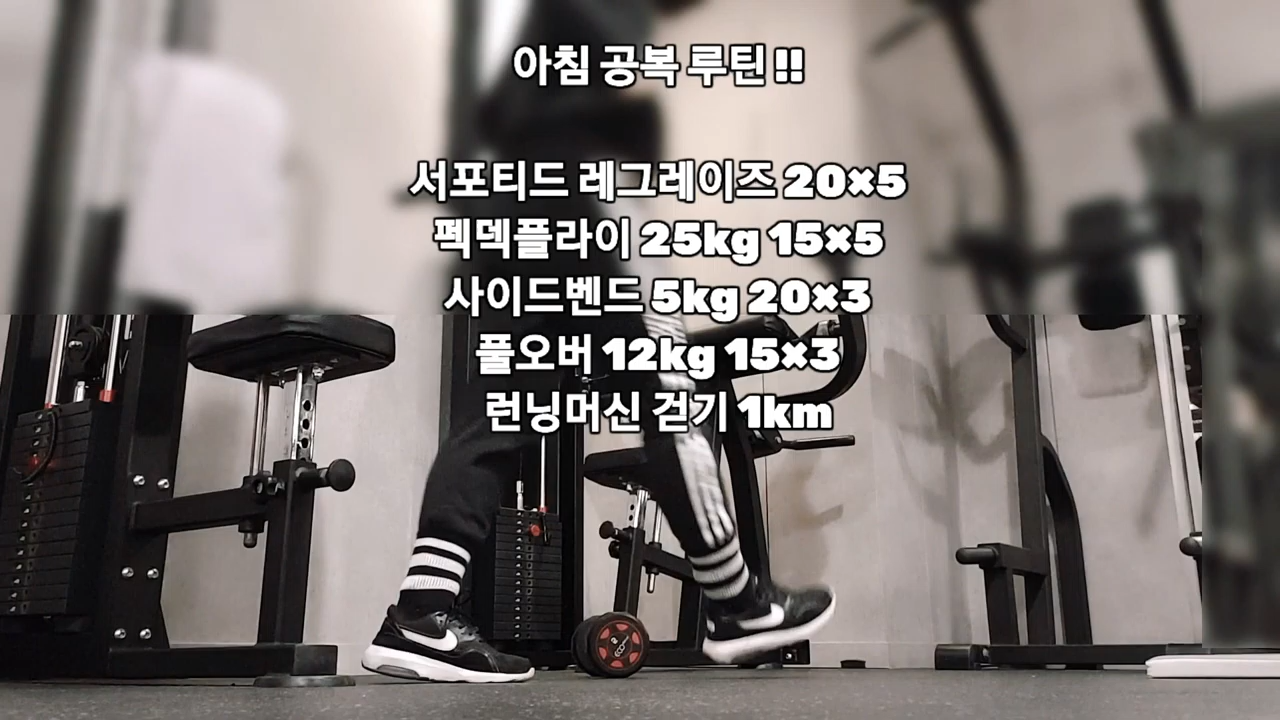 아침 공복 루틴 !!
서포티드 레그레이즈 20×5
펙덱플라이 25kg 15×5
사이드벤드 5kg 20×3
풀오버 12kg 15×3
런닝머신 걷기 1km